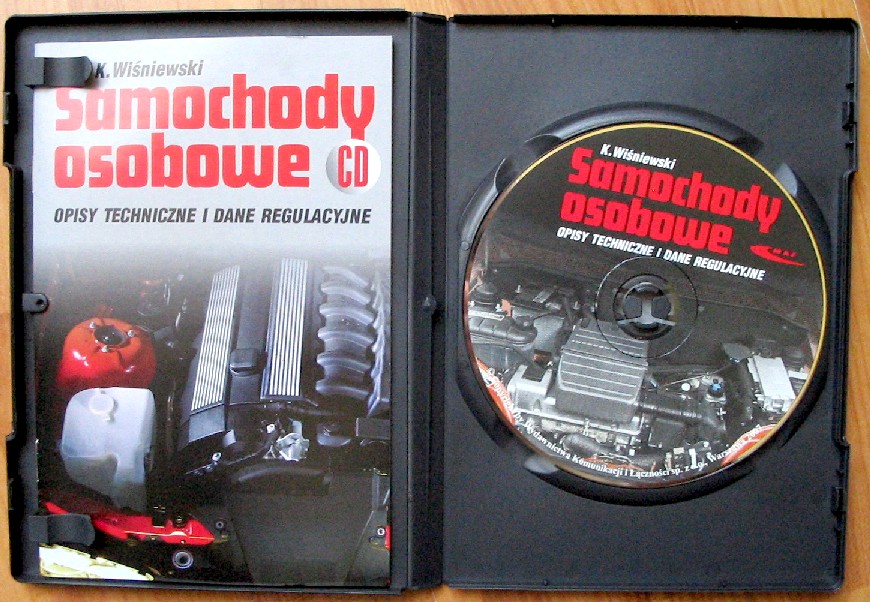 K. Wiśniewski
Samochody
osobowe CD
OPISY TECHNICZNE I DANE REGULACYJNE
K. Wiśniewski
Samochody
osobowe
OPISY TECHNICZNE I DANE REGULACYJNE
Wydawnictwa Komunikacji i Łączności sp. z o.o., Warszawa